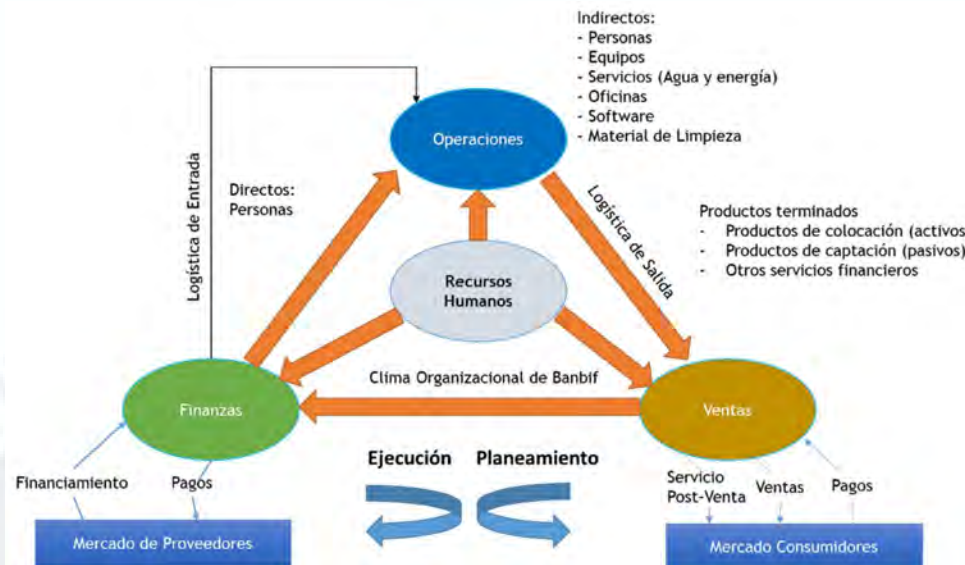 Indirectos:
- Personas
- Equipos
- Servicios (Agua y energía)
- Oficinas
- Software
- Material de Limpieza
Operaciones
Logística de Entrada
Directos:
Personas
Logística de Salida
Productos terminados
- Productos de colocación (activos
- Productos de captación (pasivos)
- Otros servicios financieros
Recursos
Humanos
Clima Organizacional de Banbif
Finanzas
Ventas
Ejecución
Planeamiento
Financiamiento
Pagos
Servicio
Post-Venta
Ventas
Pagos
Mercado de Proveedores
Mercado Consumidores